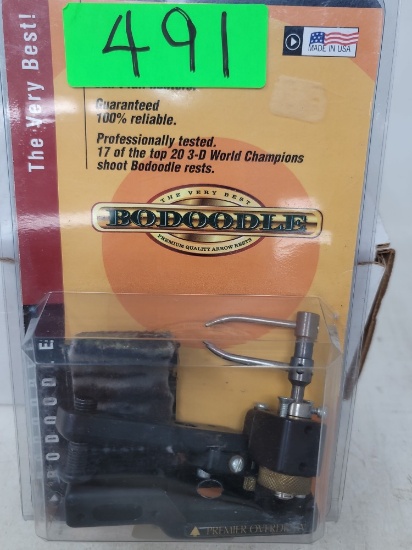 491
MADE IN USA
The Very Best!
Guaranteed
100% reliable.
Professionally tested.
17 of the top 20 3-D World Champions
shoot Bodoodle rests.
THE VERY BEST
BODOODLE
PREMIUM QUALITY ARROW RESTS
BODOODLE
PREMIER OVERDRAW